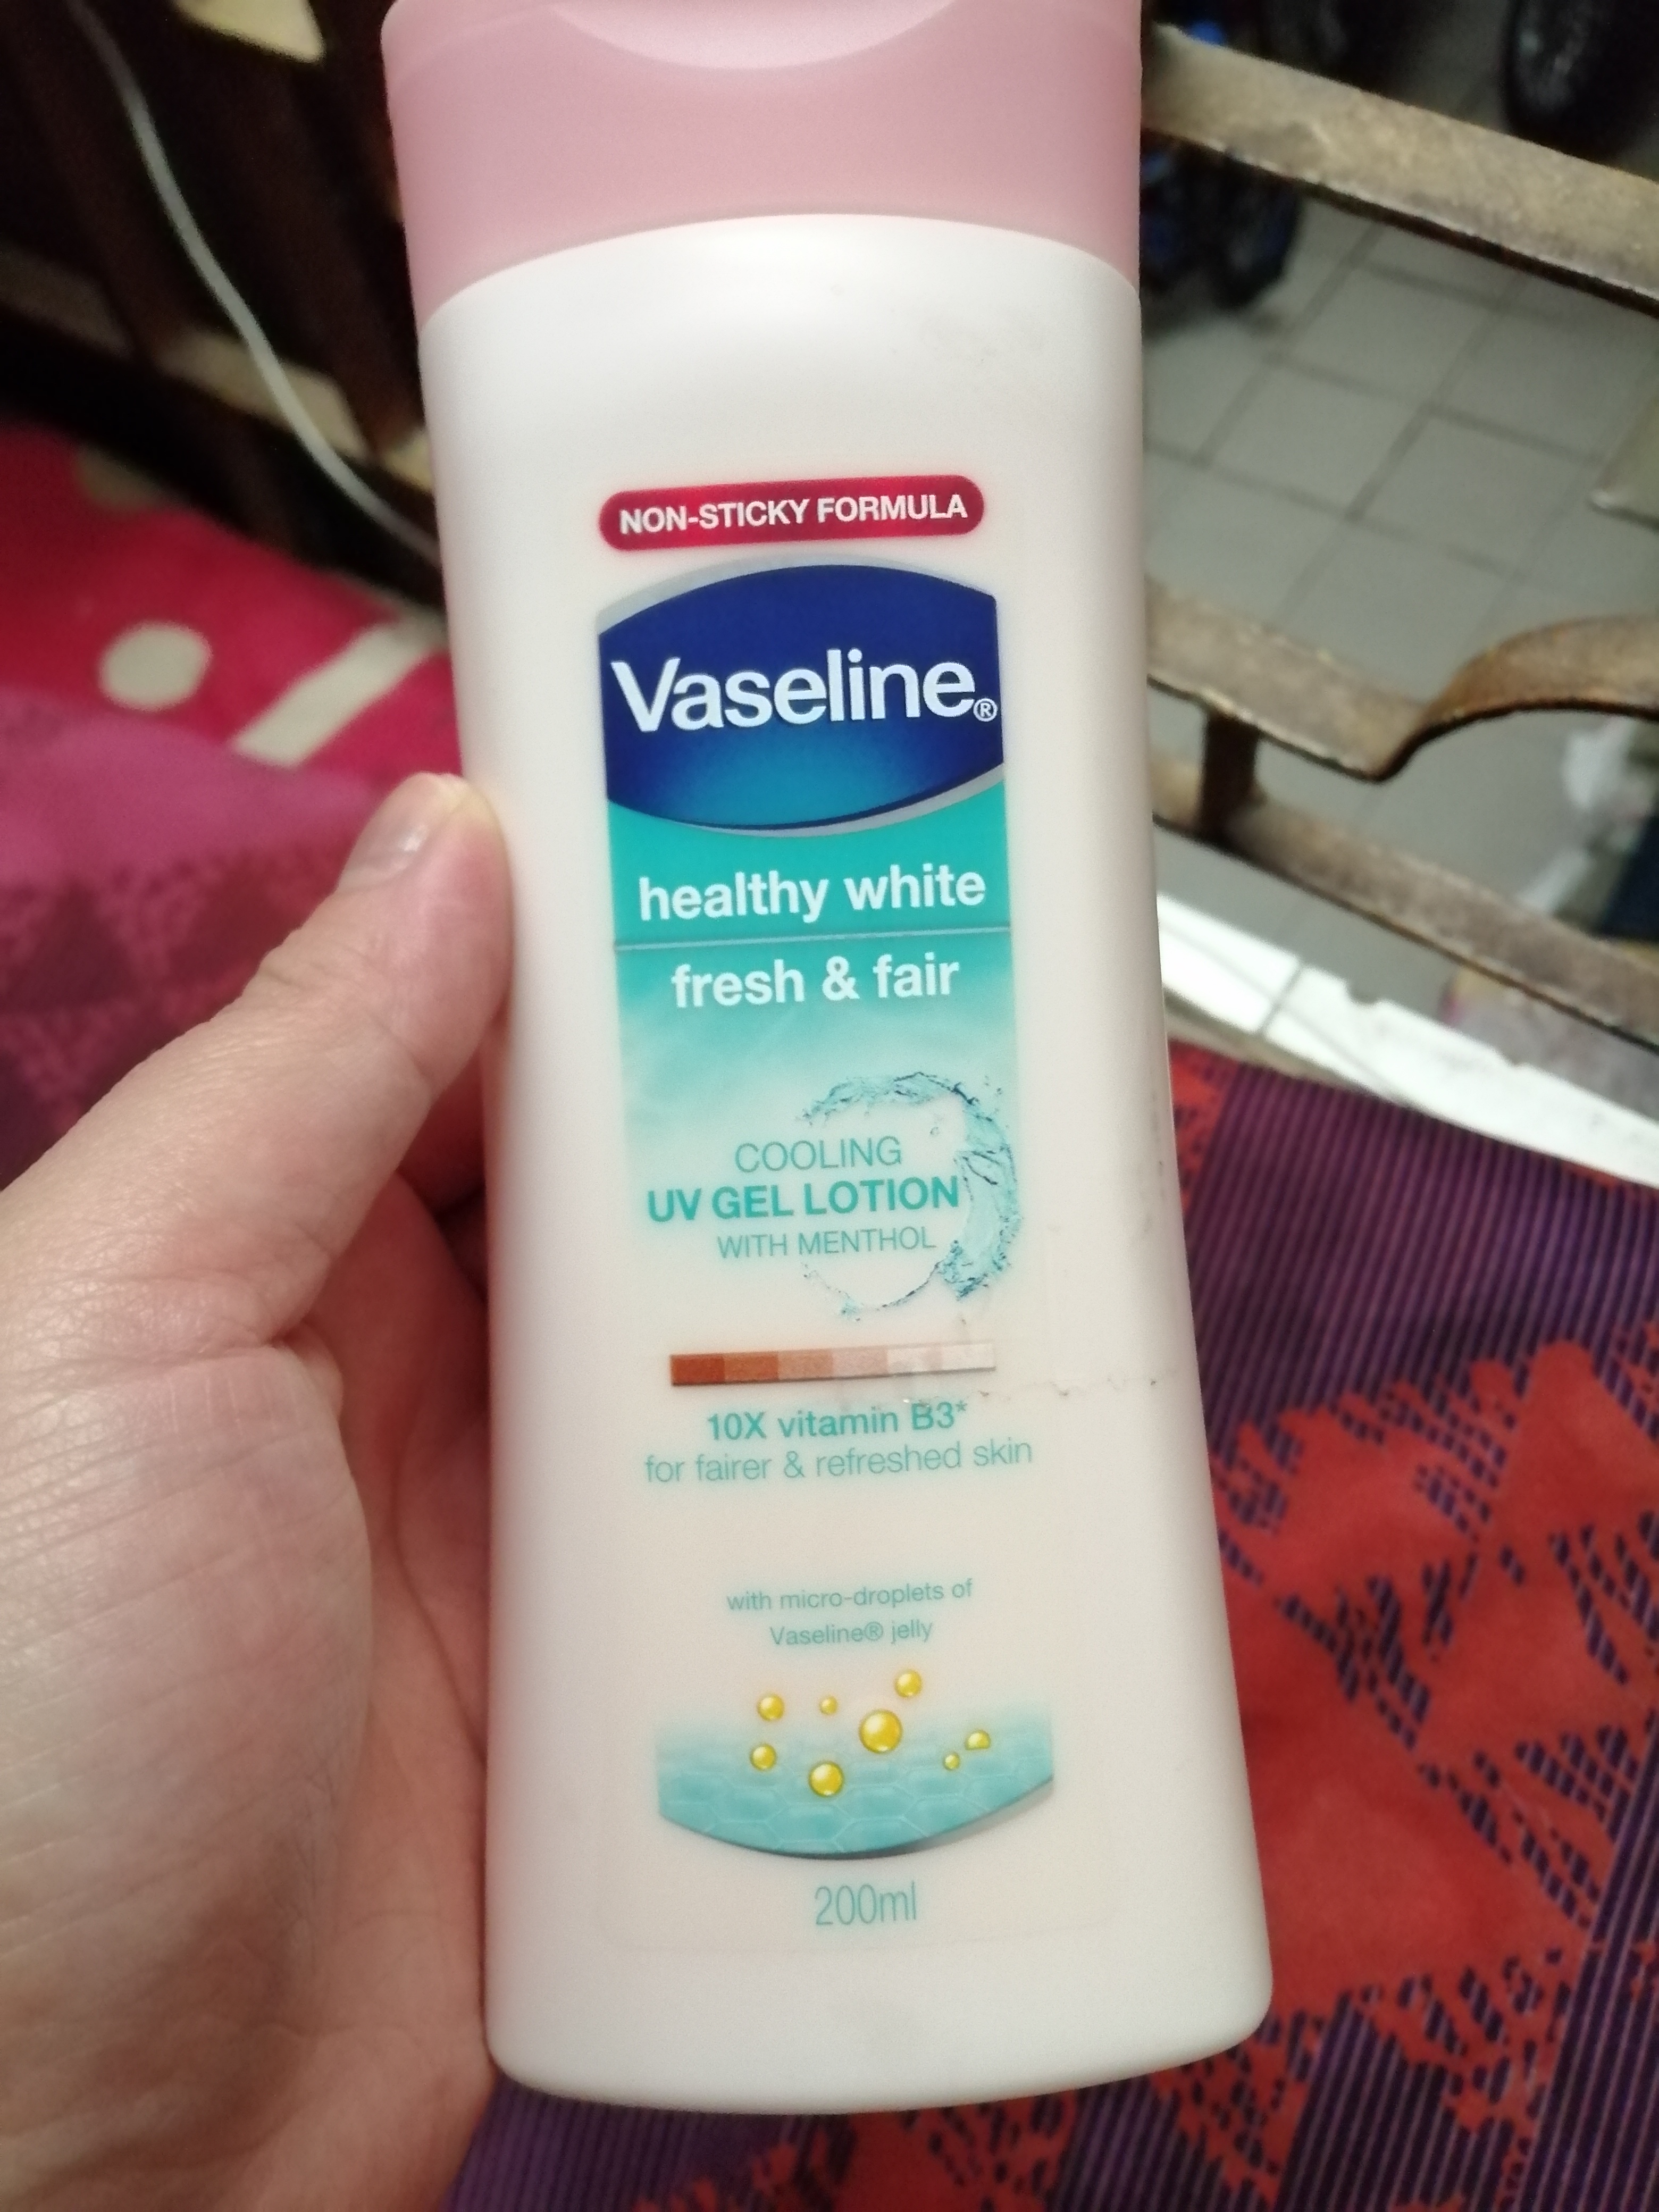 NON-STICKY FORMULA
Vaseline®
healthy white
fresh & fair
COOLING
UV GEL LOTION
WITH MENTHOL
10X vitamin B3*
for fairer & refreshed skin
with micro-droplets of
Vaseline® jelly
200ml